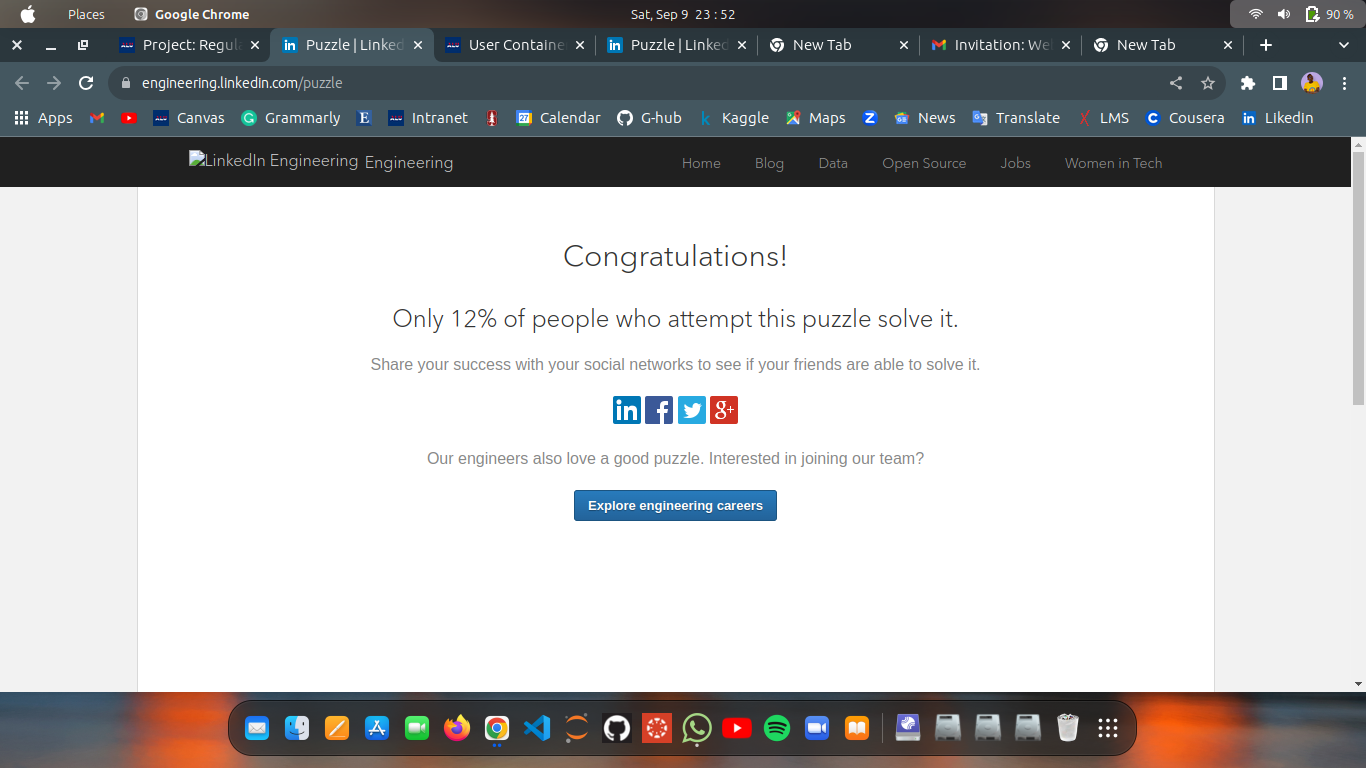 Places Google Chrome Sat, Sep 9 23 : 52 90 %
Project: Regula Puzzle | Linked User Containe Puzzle | Linked New Tab Invitation: Wel New Tab
engineering.linkedin.com/puzzle
Apps Canvas Grammarly Intranet Calendar G-hub Kaggle Maps News Translate LMS Cousera Likedin
LinkedIn Engineering Engineering Home Blog Data Open Source Jobs Women in Tech
Congratulations!
Only 12% of people who attempt this puzzle solve it.
Share your success with your social networks to see if your friends are able to solve it.
Our engineers also love a good puzzle. Interested in joining our team?
Explore engineering careers